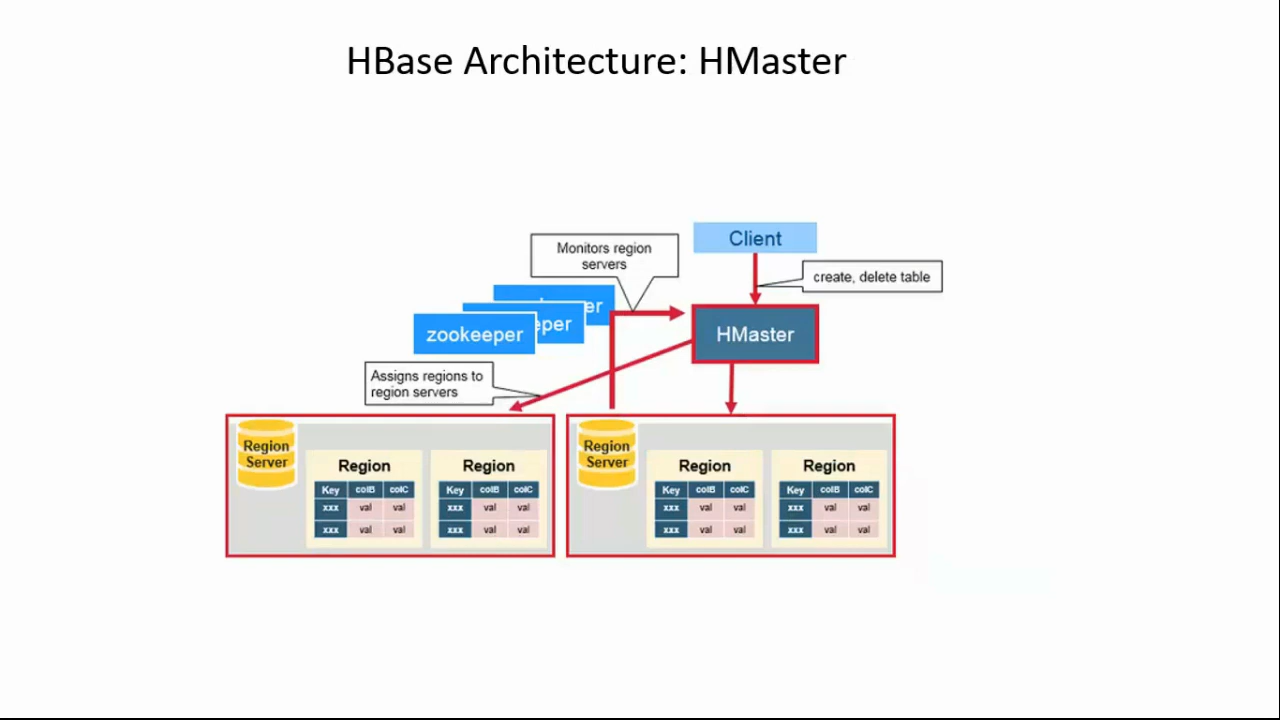 HBase Architecture: HMaster
Client
Monitors region
servers
create, delete table
er
eper
zookeeper
HMaster
Assigns regions to
region servers
Region
Server
Region
Key colB colC
xxx val val
xxx val val
Region
Key colB colC
xxx val val
xxx val val
Region
Server
Region
Key colB colC
xxx val val
xxx val val
Region
Key colB colC
xxx val val
xxx val val